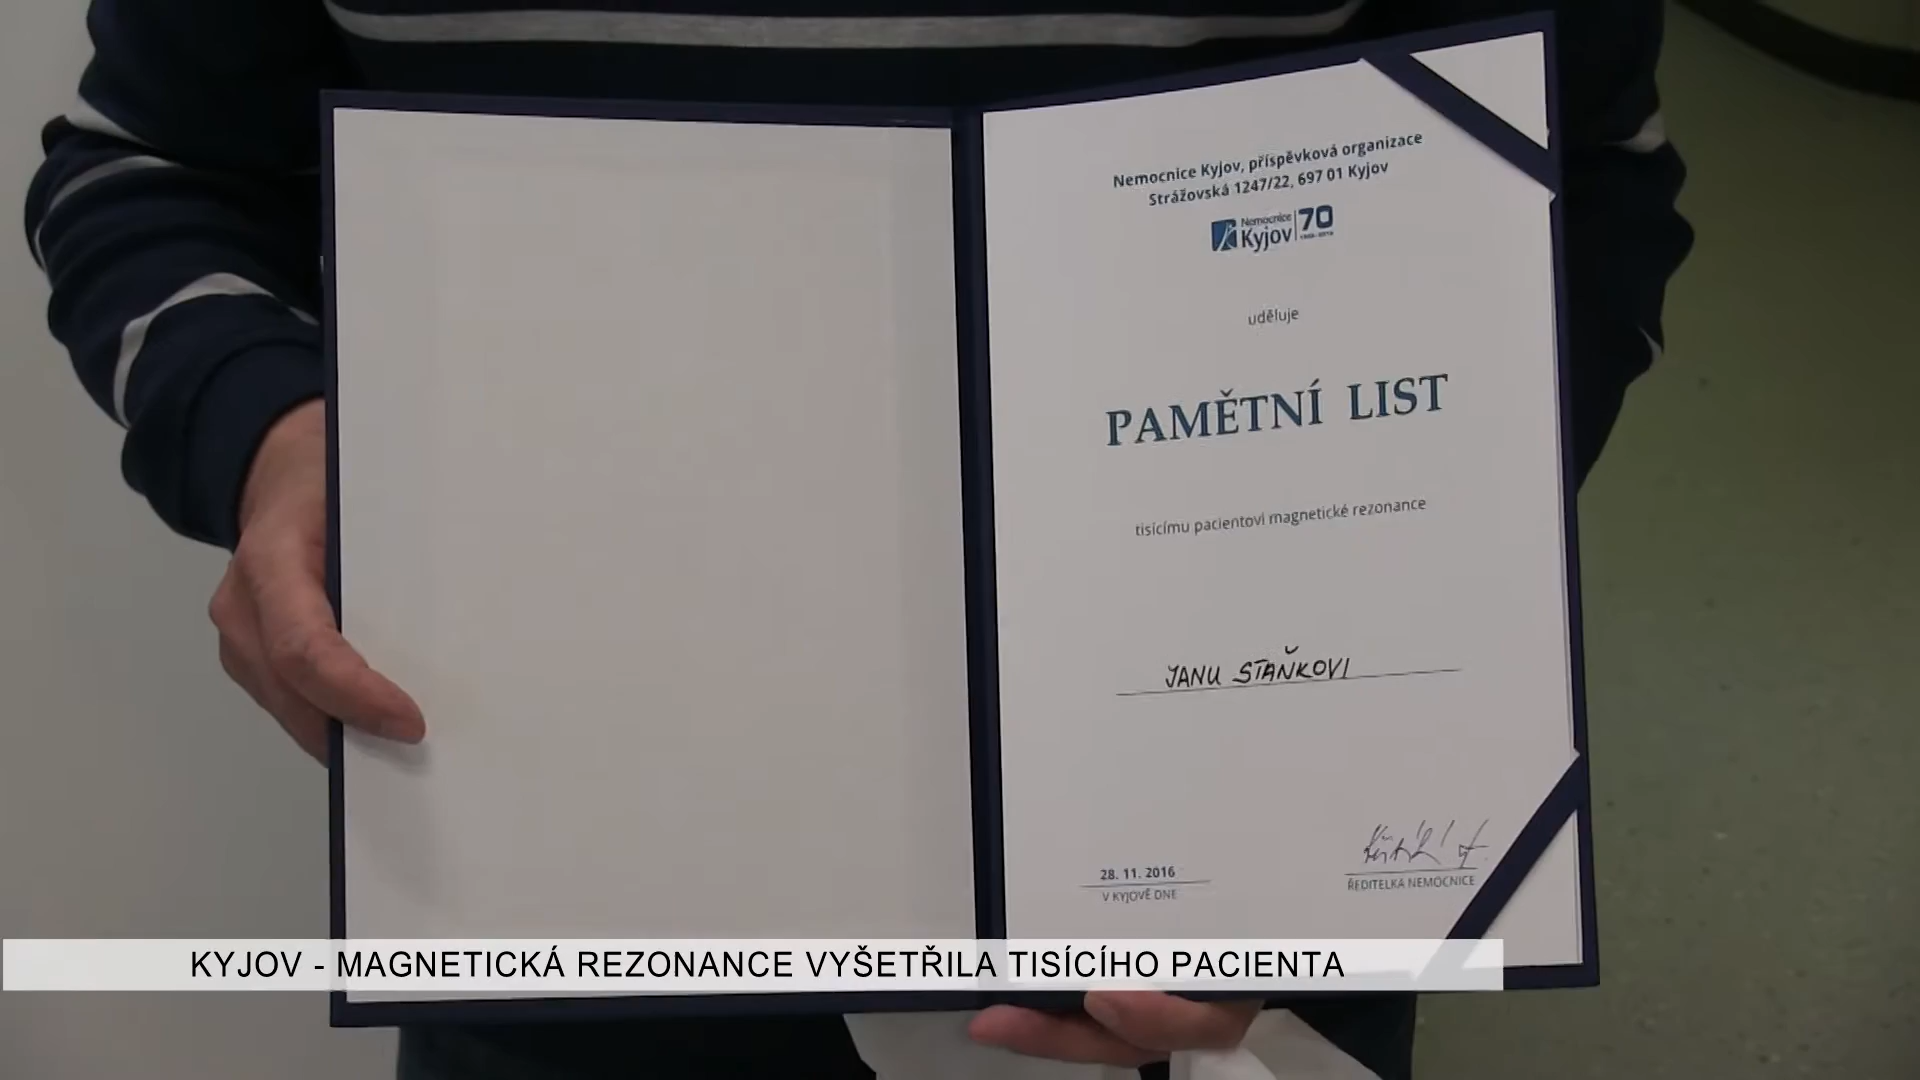 Nemocnice Kyjov, příspěvková organizace
Strážovská 1247/22, 697 01 Kyjov
Nemocnice
Kyjov 70
uděluje
PAMĚTNÍ LIST
tisícímu pacientovi magnetické rezonance
JANU STAŇKOVI
28. 11. 2016
V KYJOVĚ DNE
ŘEDITELKA NEMOCNICE
KYJOV - MAGNETICKÁ REZONANCE VYŠETŘILA TISÍCÍHO PACIENTA